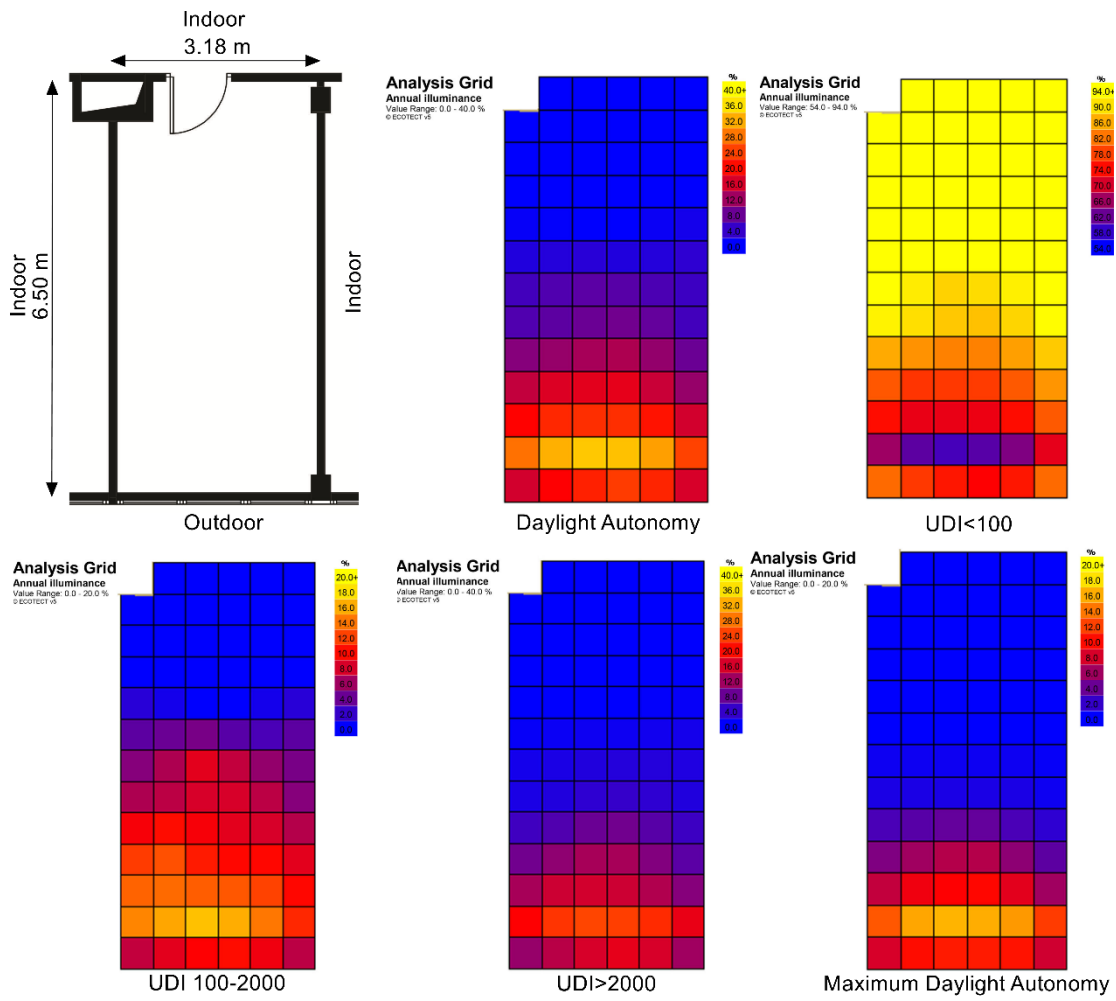 Indoor
3.18 m
Indoor
6.50 m
Indoor
Outdoor
Analysis Grid
Annual illuminance
Value Range: 0.0 - 40.0 %
© ECOTECT v5
%
40.0+
36.0
32.0
28.0
24.0
20.0
16.0
12.0
8.0
4.0
0.0
Daylight Autonomy
Analysis Grid
Annual illuminance
Value Range: 54.0 - 94.0 %
© ECOTECT v5
%
94.0+
90.0
86.0
82.0
78.0
74.0
70.0
66.0
62.0
58.0
54.0
UDI<100
Analysis Grid
Annual illuminance
Value Range: 0.0 - 20.0 %
© ECOTECT v5
%
20.0+
18.0
16.0
14.0
12.0
10.0
8.0
6.0
4.0
2.0
0.0
UDI 100-2000
Analysis Grid
Annual illuminance
Value Range: 0.0 - 40.0 %
© ECOTECT v5
%
40.0+
36.0
32.0
28.0
24.0
20.0
16.0
12.0
8.0
4.0
0.0
UDI>2000
Analysis Grid
Annual illuminance
Value Range: 0.0 - 20.0 %
© ECOTECT v5
%
20.0+
18.0
16.0
14.0
12.0
10.0
8.0
6.0
4.0
2.0
0.0
Maximum Daylight Autonomy